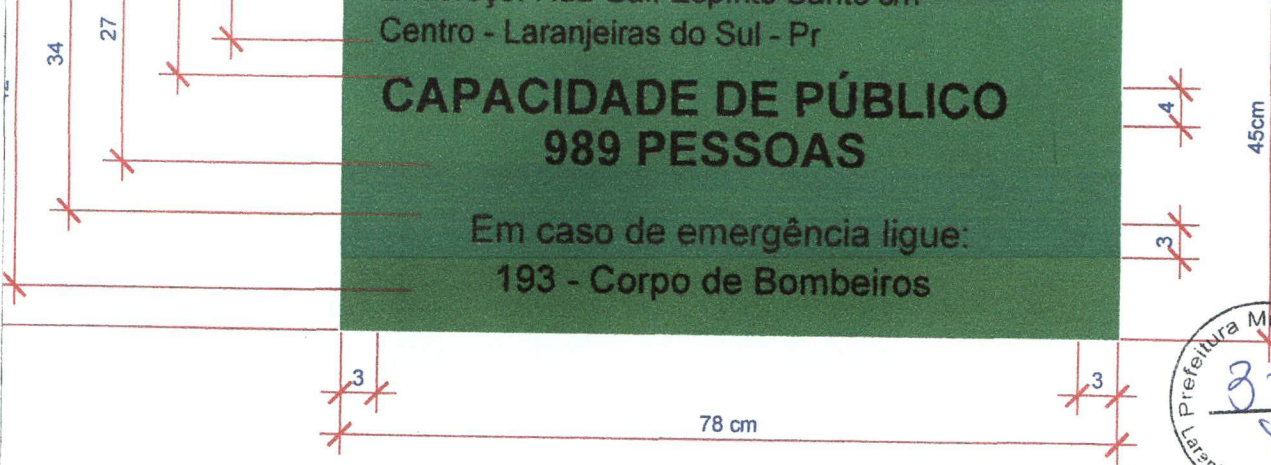 27
34
Centro - Laranjeiras do Sul - Pr
CAPACIDADE DE PÚBLICO
989 PESSOAS
4
45cm
Em caso de emergência ligue:
193 - Corpo de Bombeiros
3
3
3
78 cm
Prefeitura